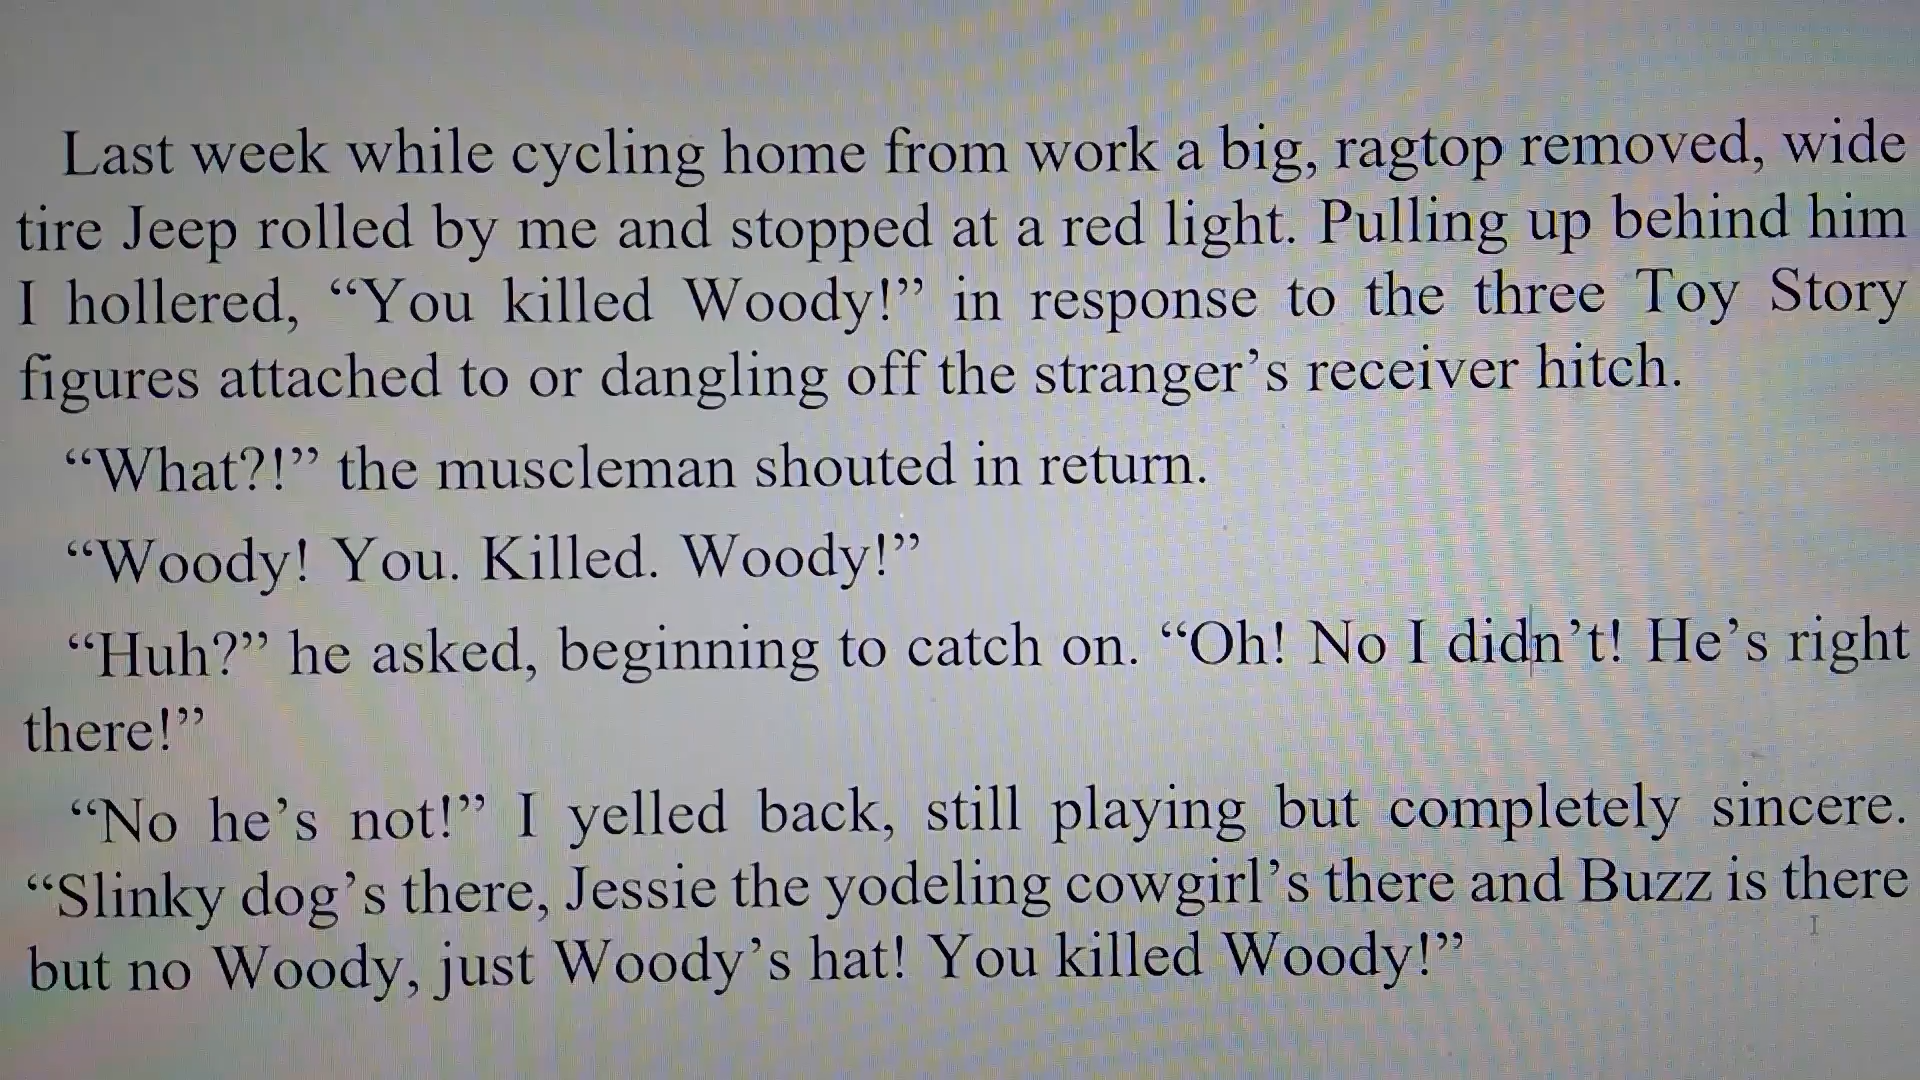 Last week while cycling home from work a big, ragtop removed, wide
tire Jeep rolled by me and stopped at a red light. Pulling up behind him
I hollered, “You killed Woody!” in response to the three Toy Story
figures attached to or dangling off the stranger’s receiver hitch.
“What?!” the muscleman shouted in return.
“Woody! You. Killed. Woody!”
“Huh?” he asked, beginning to catch on. “Oh! No I didn’t! He’s right
there!”
“No he’s not!” I yelled back, still playing but completely sincere.
“Slinky dog’s there, Jessie the yodeling cowgirl’s there and Buzz is there
but no Woody, just Woody’s hat! You killed Woody!”